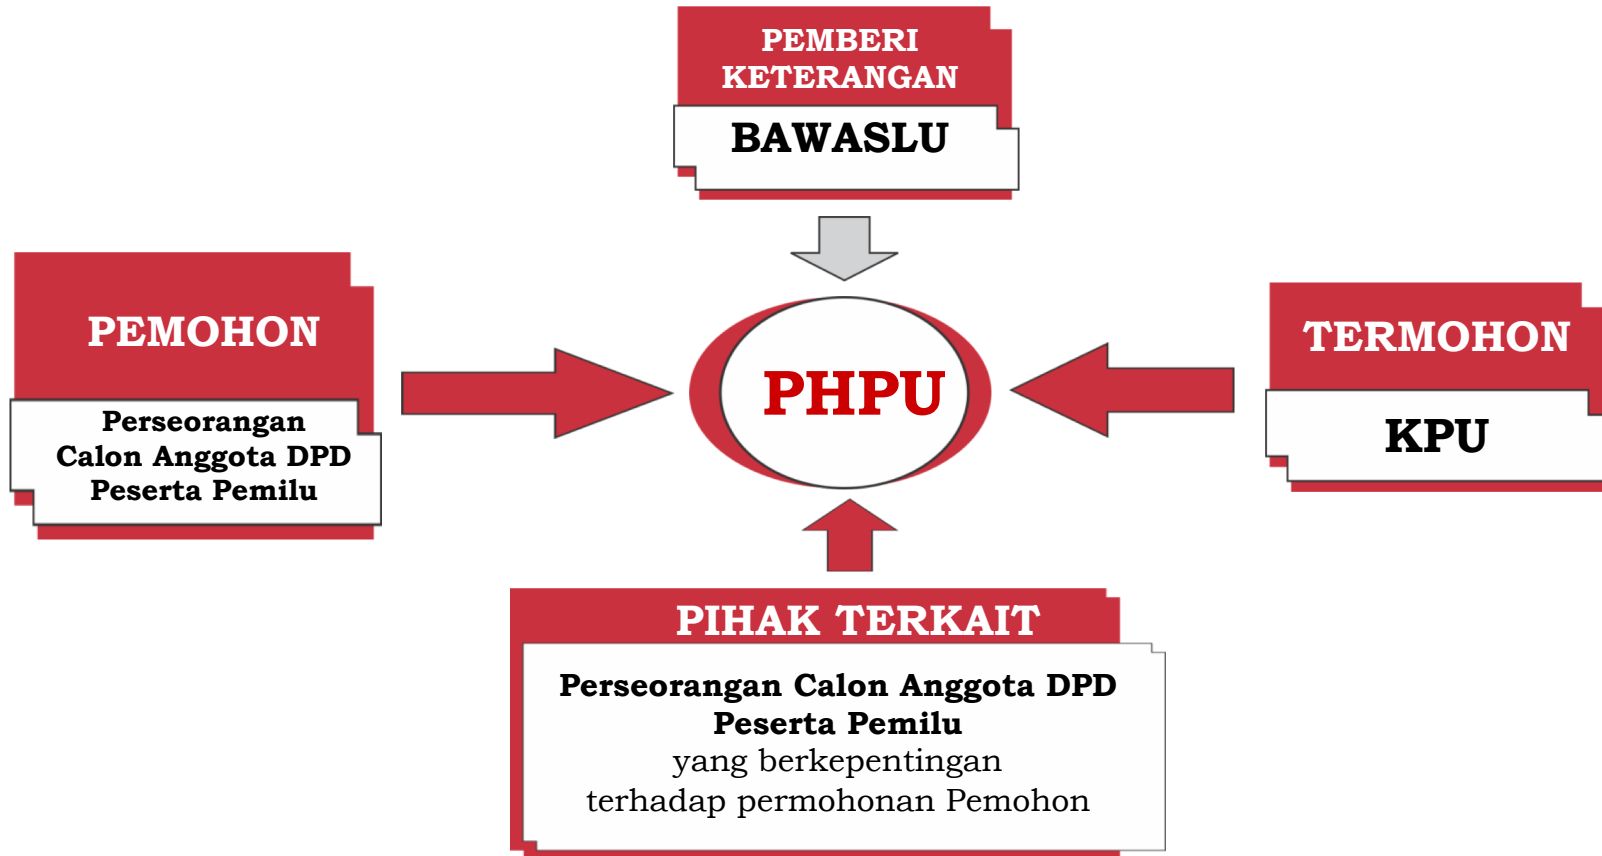 PEMBERI
KETERANGAN
BAWASLU
PEMOHON
Perseorangan
Calon Anggota DPD
Peserta Pemilu
PHPU
TERMOHON
KPU
PIHAK TERKAIT
Perseorangan Calon Anggota DPD
Peserta Pemilu
yang berkepentingan
terhadap permohonan Pemohon